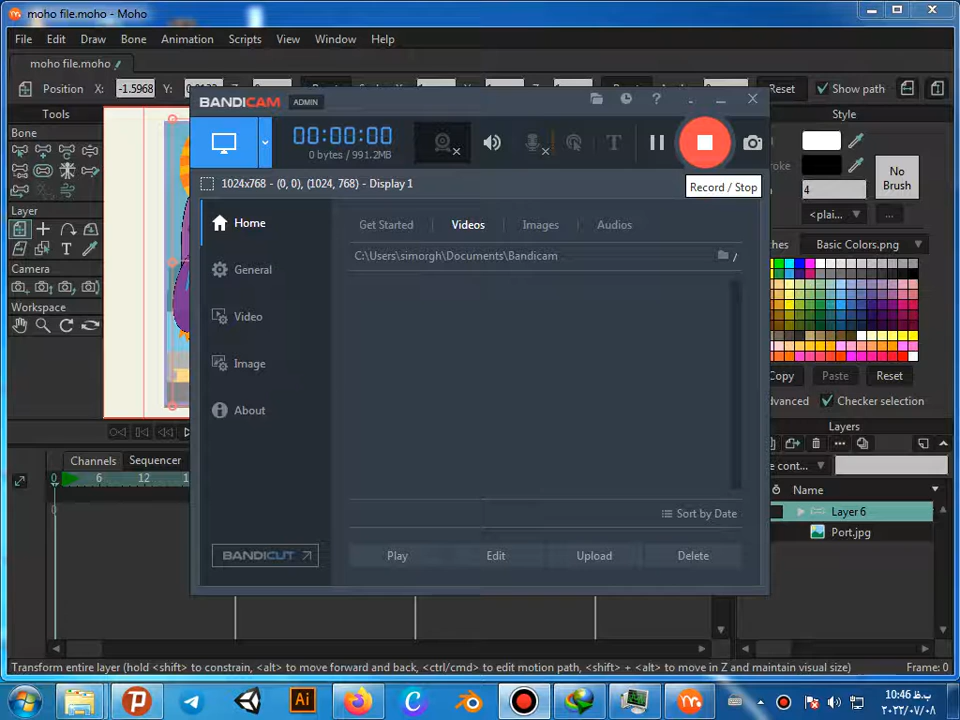 moho file.moho - Moho
File Edit Draw Bone Animation Scripts View Window Help
moho file.moho
Position X: -1.5968 Y:
Reset Show path
Tools
Bone
Layer
Camera
Workspace
BANDICAM ADMIN
00:00:00
0 bytes / 991.2MB
T
Record / Stop
1024x768 - (0, 0), (1024, 768) - Display 1
Home
General
Video
Image
About
BANDICUT
Get Started Videos Images Audios
C:\Users\simorgh\Documents\Bandicam
Sort by Date
Play Edit Upload Delete
Style
4
No
Brush
<plai...
...
Basic Colors.png
Paste Reset
Checker selection
Layers
Name
Layer 6
Port.jpg
Channels Sequencer
0 6 12
Transform entire layer (hold <shift> to constrain, <alt> to move forward and back, <ctrl/cmd> to edit motion path, <shift> + <alt> to move in Z and maintain visual size)
Frame: 0
Ai
10:46 ب.ظ
۲۰۲۲/۰۷/۰۸